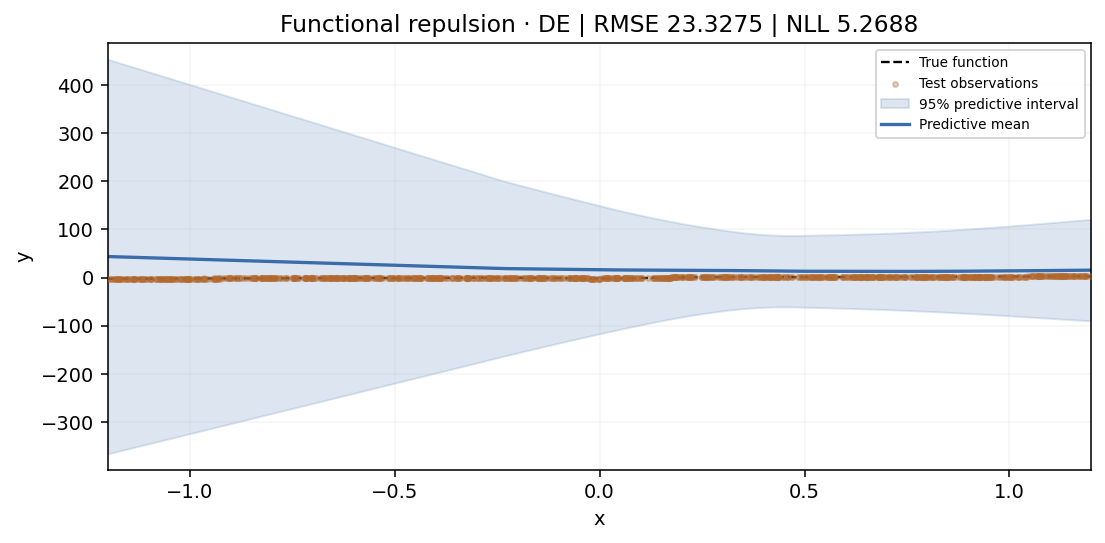 Functional repulsion · DE | RMSE 23.3275 | NLL 5.2688
True function
Test observations
95% predictive interval
Predictive mean
400
300
200
100
0
−100
−200
−300
y
−1.0
−0.5
0.0
0.5
1.0
x